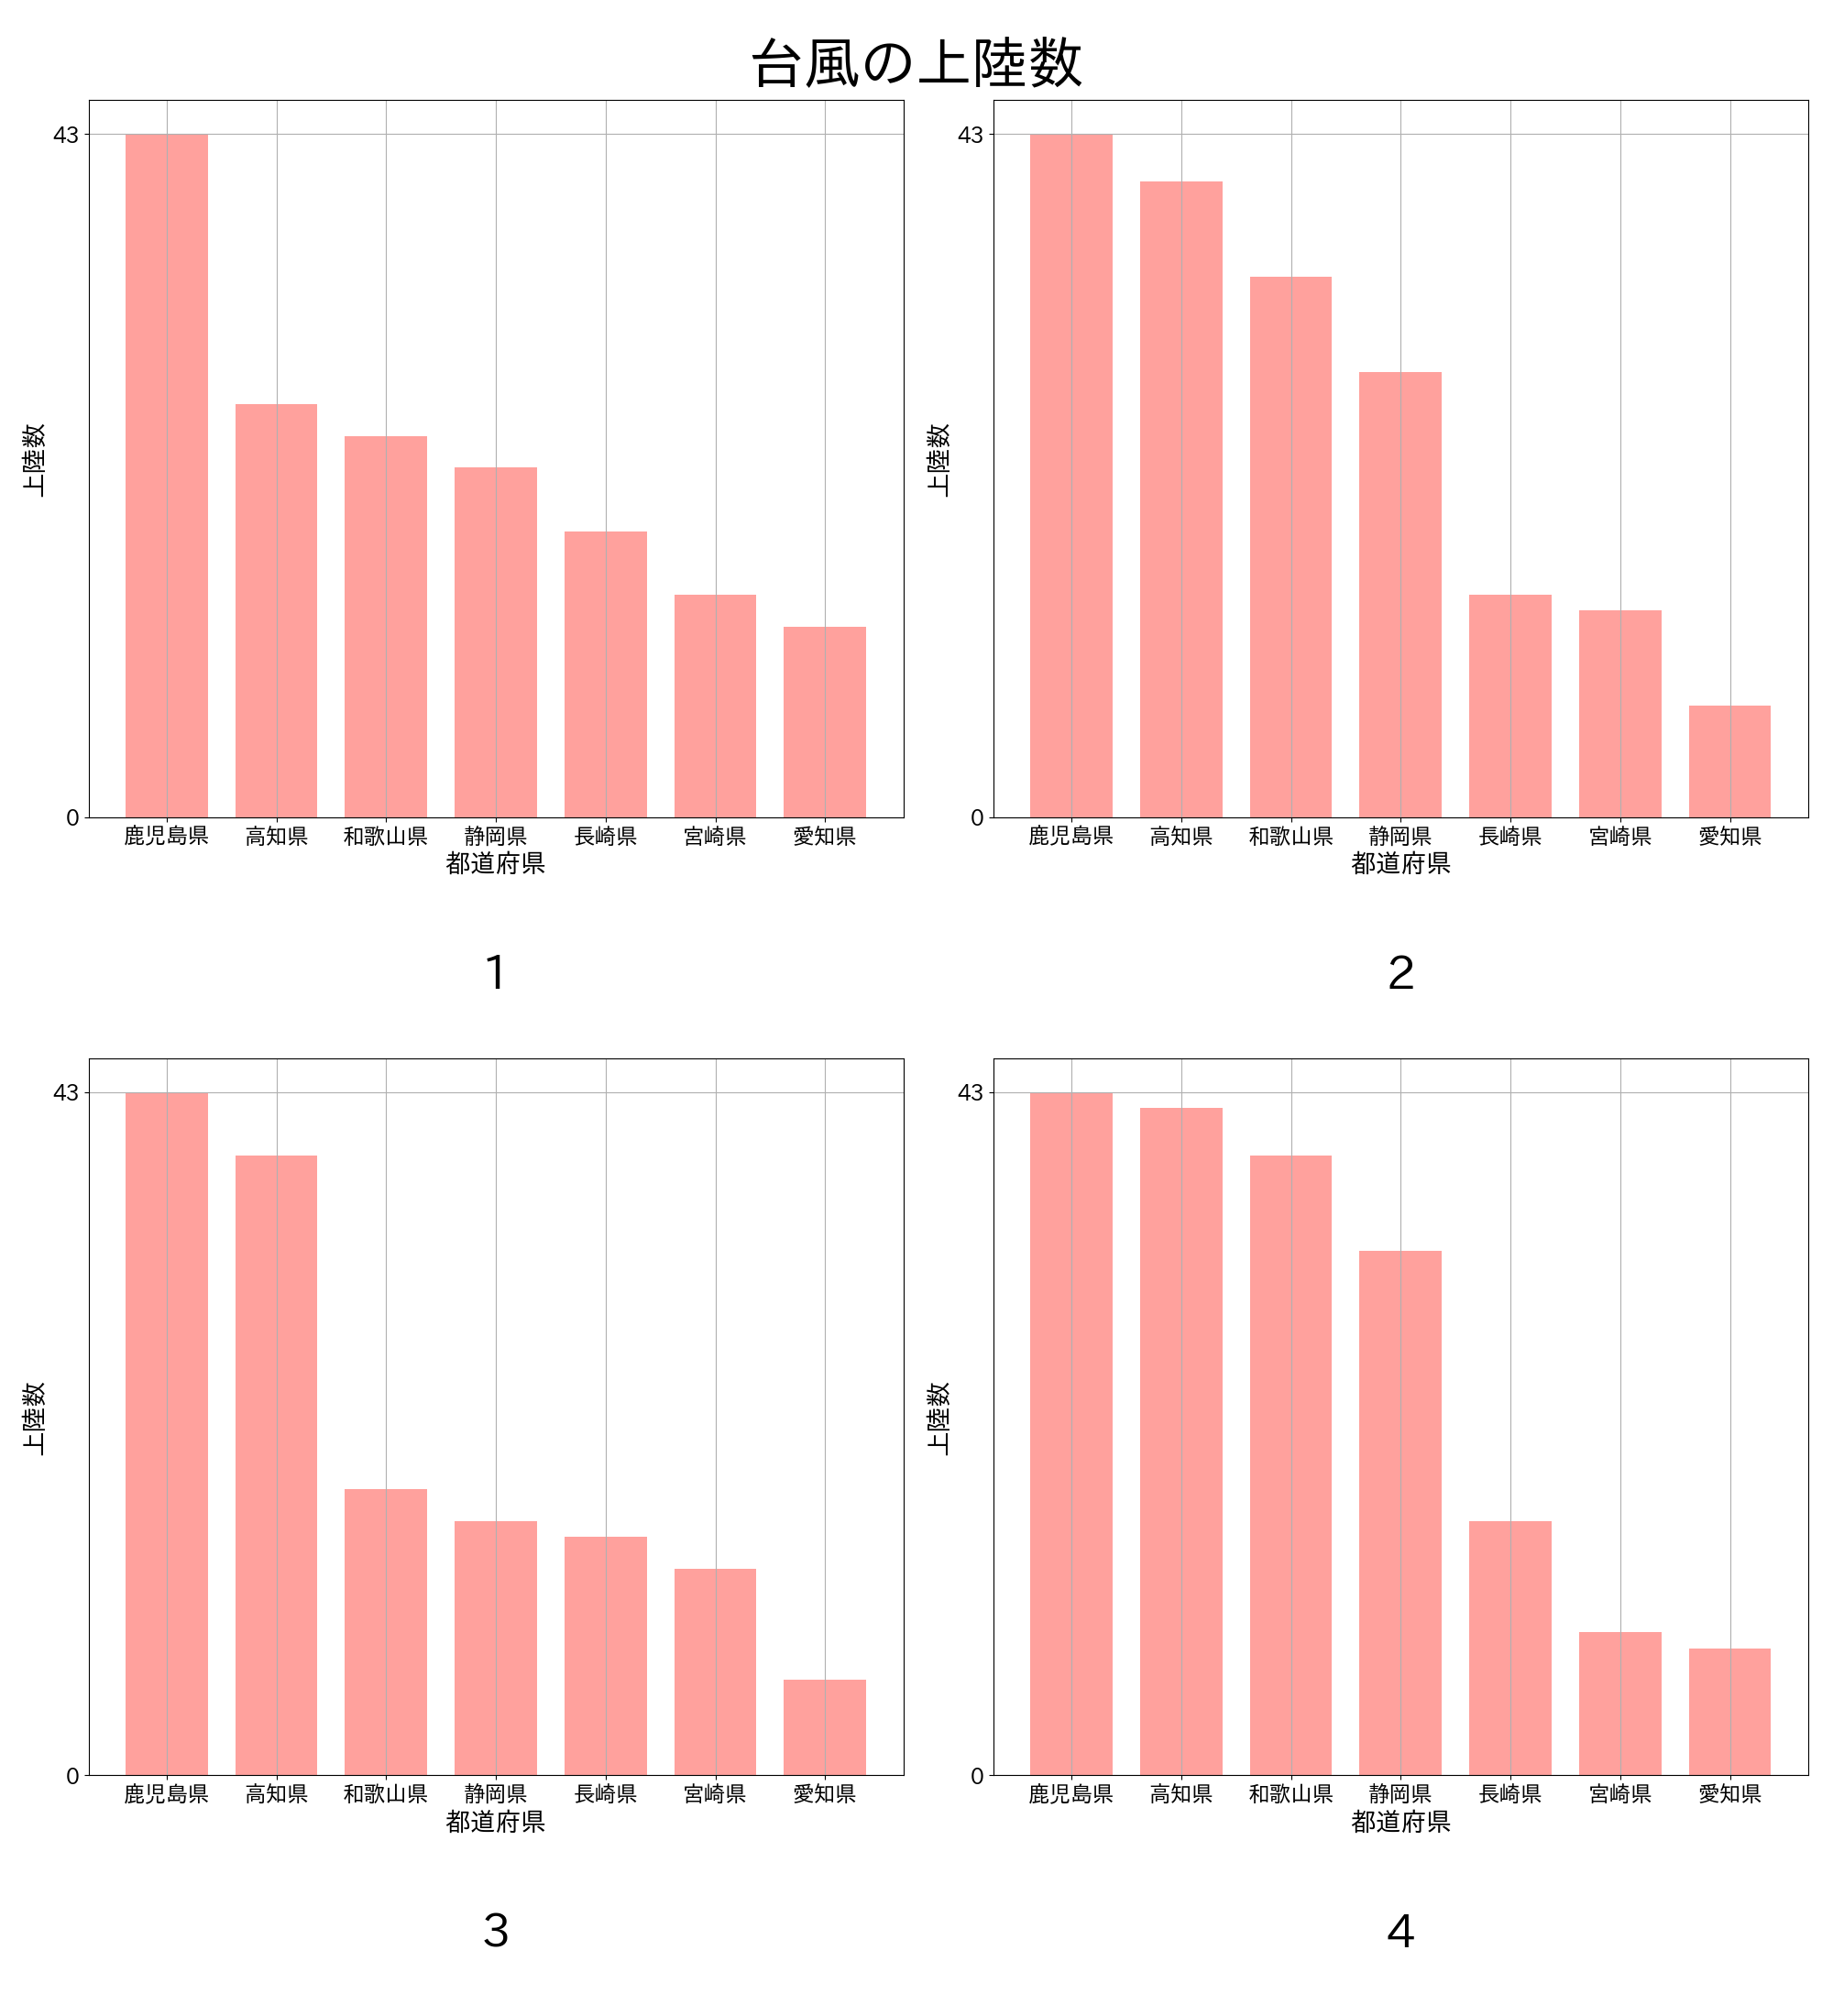 台風の上陸数
43
0
上陸数
鹿児島県 高知県 和歌山県 静岡県 長崎県 宮崎県 愛知県
都道府県
1
43
0
上陸数
鹿児島県 高知県 和歌山県 静岡県 長崎県 宮崎県 愛知県
都道府県
2
43
0
上陸数
鹿児島県 高知県 和歌山県 静岡県 長崎県 宮崎県 愛知県
都道府県
3
43
0
上陸数
鹿児島県 高知県 和歌山県 静岡県 長崎県 宮崎県 愛知県
都道府県
4